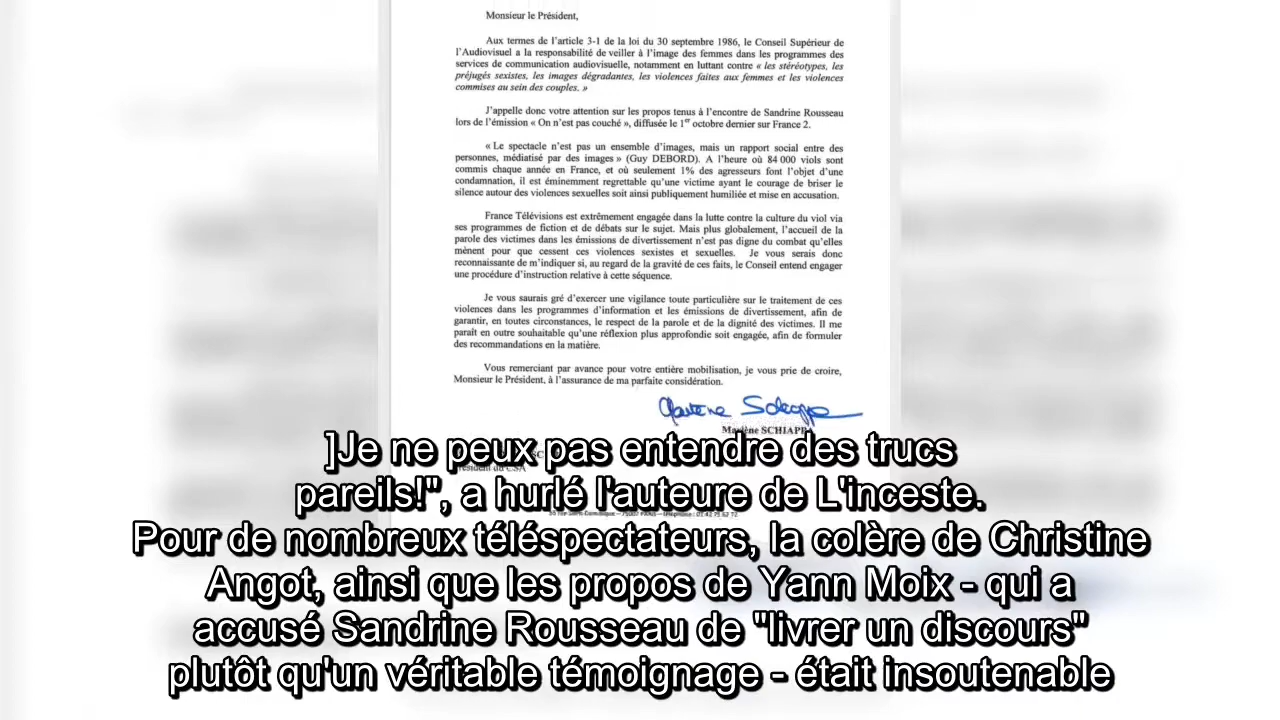 Monsieur le Président,
Aux termes de l'article 3-1 de la loi du 30 septembre 1986, le Conseil Supérieur de
l'Audiovisuel a la responsabilité de veiller à l'image des femmes dans les programmes des
services de communication audiovisuelle, notamment en luttant contre « les stéréotypes, les
préjugés sexistes, les images dégradantes, les violences faites aux femmes et les violences
commises au sein des couples. »
J'appelle donc votre attention sur les propos tenus à l'encontre de Sandrine Rousseau
lors de l'émission « On n'est pas couché », diffusée le 1er octobre dernier sur France 2.
« Le spectacle n'est pas un ensemble d'images, mais un rapport social entre des
personnes, médiatisé par des images » (Guy DEBORD). A l'heure où 84 000 viols sont
commis chaque année en France, et où seulement 1% des agresseurs font l'objet d'une
condamnation, il est éminemment regrettable qu'une victime ayant le courage de briser le
silence autour des violences sexuelles soit ainsi publiquement humiliée et mise en accusation.
France Télévisions est extrêmement engagée dans la lutte contre la culture du viol via
ses programmes de fiction et de débats sur le sujet. Mais plus globalement, l'accueil de la
parole des victimes dans les émissions de divertissement n'est pas digne du combat qu'elles
mènent pour que cessent ces violences sexistes et sexuelles. Je vous serais donc
reconnaissante de m'indiquer si, au regard de la gravité de ces faits, le Conseil entend engager
une procédure d'instruction relative à cette séquence.
Je vous saurais gré d'exercer une vigilance toute particulière sur le traitement de ces
violences dans les programmes d'information et les émissions de divertissement, afin de
garantir, en toutes circonstances, le respect de la parole et de la dignité des victimes. Il me
paraît en outre souhaitable qu'une réflexion plus approfondie soit engagée, afin de formuler
des recommandations en la matière.
Vous remerciant par avance pour votre entière mobilisation, je vous prie de croire,
Monsieur le Président, à l'assurance de ma parfaite considération.
Marlène SCHIAPPA
]Je ne peux pas entendre des trucs
Président du CSA
pareils!", a hurlé l'auteure de L'inceste.
Pour de nombreux téléspectateurs, la colère de Christine
Angot, ainsi que les propos de Yann Moix - qui a
accusé Sandrine Rousseau de "livrer un discours"
plutôt qu'un véritable témoignage - était insoutenable